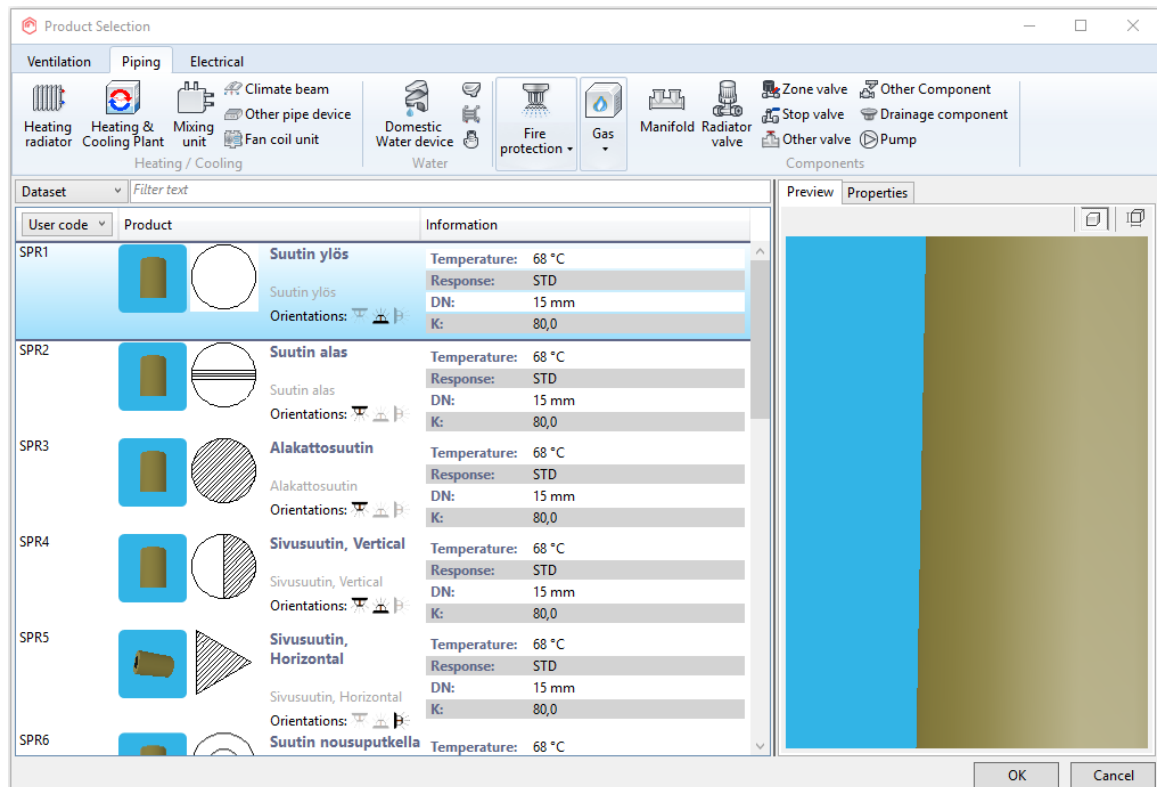 Product Selection
Ventilation Piping Electrical
Heating radiator
Heating & Cooling Plant
Mixing unit
Climate beam
Other pipe device
Fan coil unit
Heating / Cooling
Domestic Water device
Water
Fire protection
Gas
Manifold
Radiator valve
Zone valve
Stop valve
Other valve
Other Component
Drainage component
Pump
Components
Dataset Filter text
User code Product Information
SPR1
Suutin ylös
Suutin ylös
Orientations:
Temperature: 68 °C
Response: STD
DN: 15 mm
K: 80,0
SPR2
Suutin alas
Suutin alas
Orientations:
Temperature: 68 °C
Response: STD
DN: 15 mm
K: 80,0
SPR3
Alakattosuutin
Alakattosuutin
Orientations:
Temperature: 68 °C
Response: STD
DN: 15 mm
K: 80,0
SPR4
Sivusuutin, Vertical
Sivusuutin, Vertical
Orientations:
Temperature: 68 °C
Response: STD
DN: 15 mm
K: 80,0
SPR5
Sivusuutin,
Horizontal
Sivusuutin, Horizontal
Orientations:
Temperature: 68 °C
Response: STD
DN: 15 mm
K: 80,0
SPR6
Suutin nousuputkella
Temperature: 68 °C
Preview Properties
OK Cancel